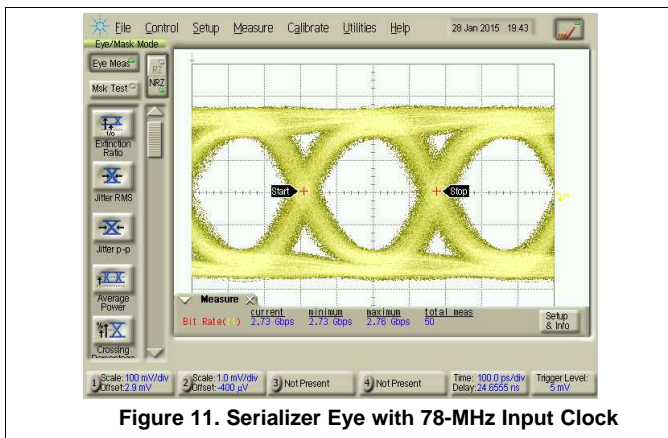 File Control Setup Measure Calibrate Utilities Help 28 Jan 2015 19:43
Eye/Mask Mode
Eye Meas
RZ
NRZ
Msk Test
Extinction
Ratio
Jitter RMS
Jitter p-p
Average
Power
Crossing
Start
Stop
Measure
current minimum maximum total meas
Bit Rate( ) 2.73 Gbps 2.73 Gbps 2.76 Gbps 50
Setup
& Info
1 Scale: 100 mV/div
Offset:2.9 mV
2 Scale:1.0 mV/div
Offset:-400 µV
3 Not Present
4 Not Present
Time: 100.0 ps/div
Delay:24.6555 ns
Trigger Level:
5 mV
Figure 11. Serializer Eye with 78-MHz Input Clock